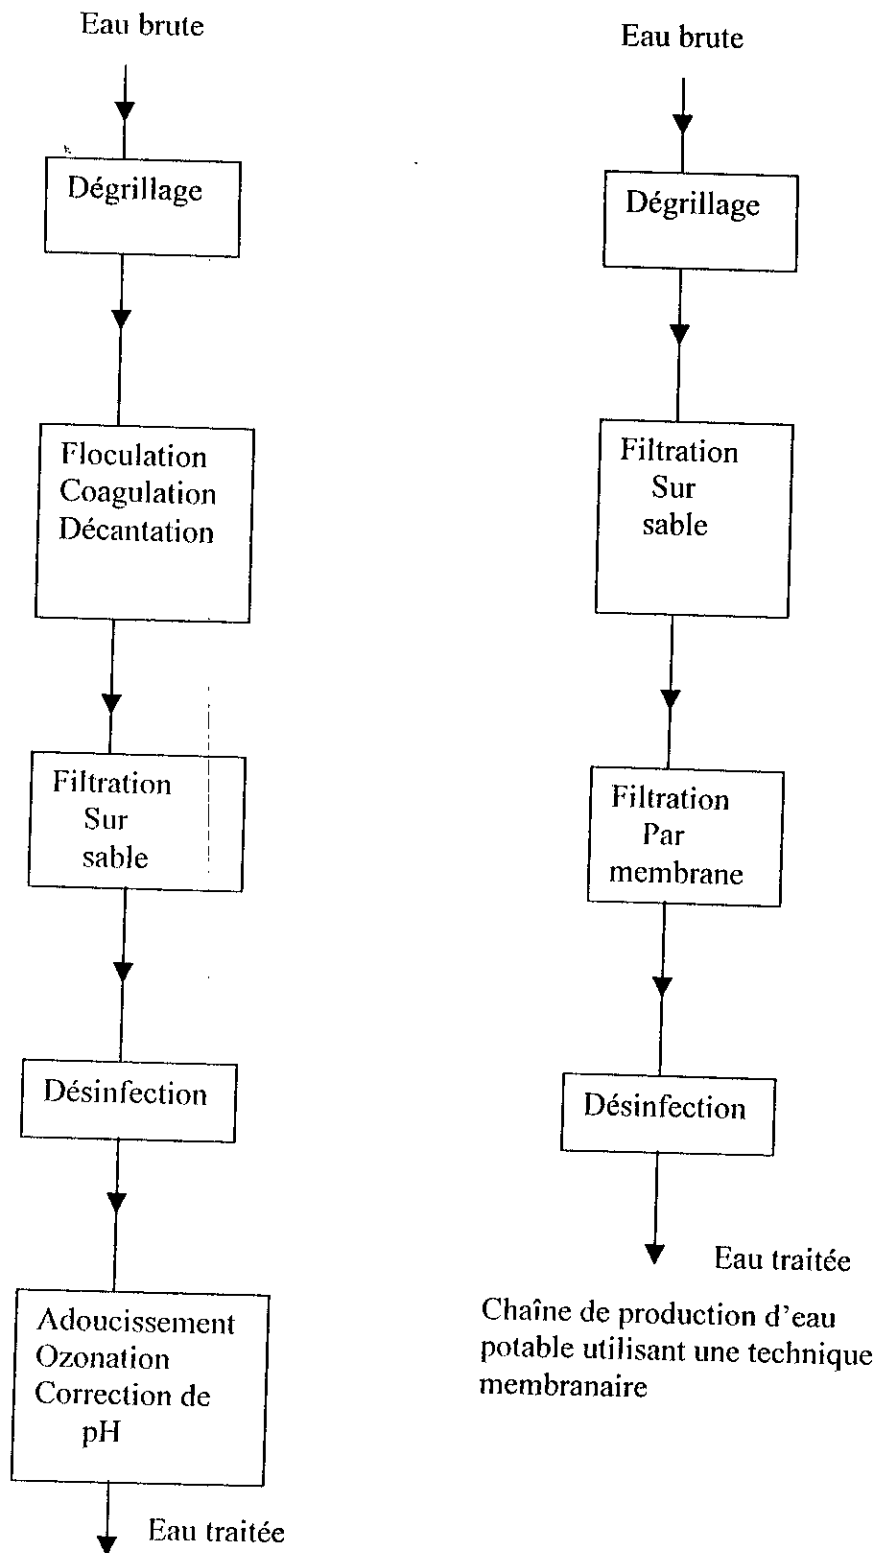 Eau brute
Dégrillage
Floculation
Coagulation
Décantation
Filtration
Sur
sable
Désinfection
Adoucissement
Ozonation
Correction de
pH
Eau traitée
Eau brute
Dégrillage
Filtration
Sur
sable
Filtration
Par
membrane
Désinfection
Eau traitée
Chaîne de production d'eau
potable utilisant une technique
membranaire